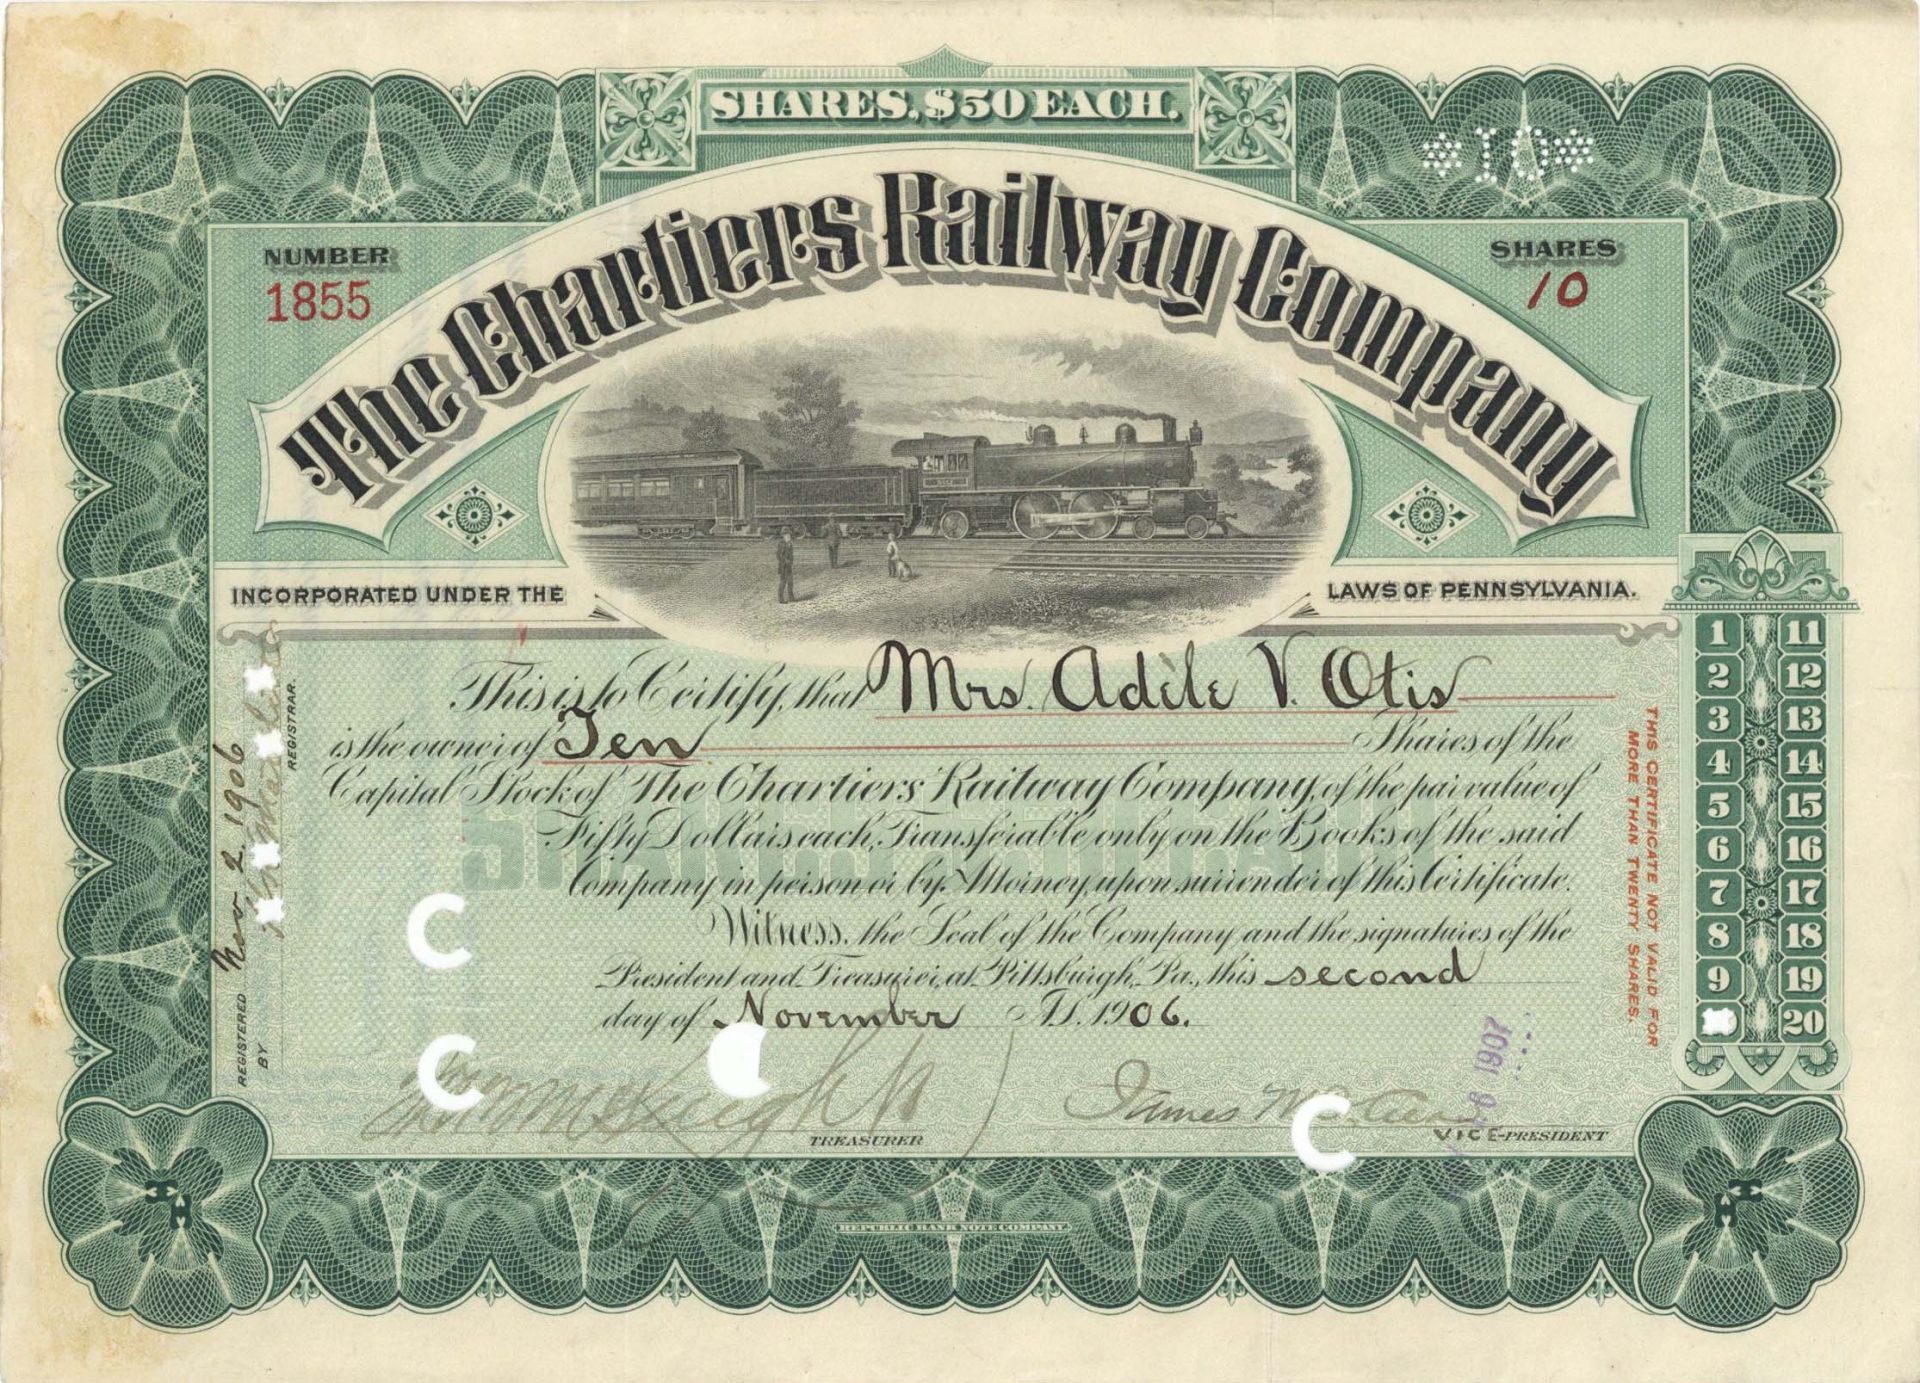 SHARES, $50 EACH.
*10*
The Chartiers Railway Company
NUMBER
1855
SHARES
10
INCORPORATED UNDER THE
LAWS OF PENNSYLVANIA.
This is to Certify, that Mrs. Adèle V. Otis
is the owner of Ten Shares of the
Capital Stock of The Chartiers Railway Company, of the par value of
Fifty Dollars each, Transferable only on the Books of the said
Company in person or by Attorney, upon surrender of this Certificate.
Witness, the Seal of the Company and the signatures of the
President and Treasurer, at Pittsburgh, Pa., this second
day of November A.D. 1906.
TREASURER
James
VICE-PRESIDENT
REGISTERED Nov 2. 1906
BY
REGISTRAR.
THIS CERTIFICATE NOT VALID FOR
MORE THAN TWENTY SHARES.
1 11
2 12
3 13
4 14
5 15
6 16
7 17
8 18
9 19
20
8 1907
C
C
C
REPUBLIC BANK NOTE COMPANY.